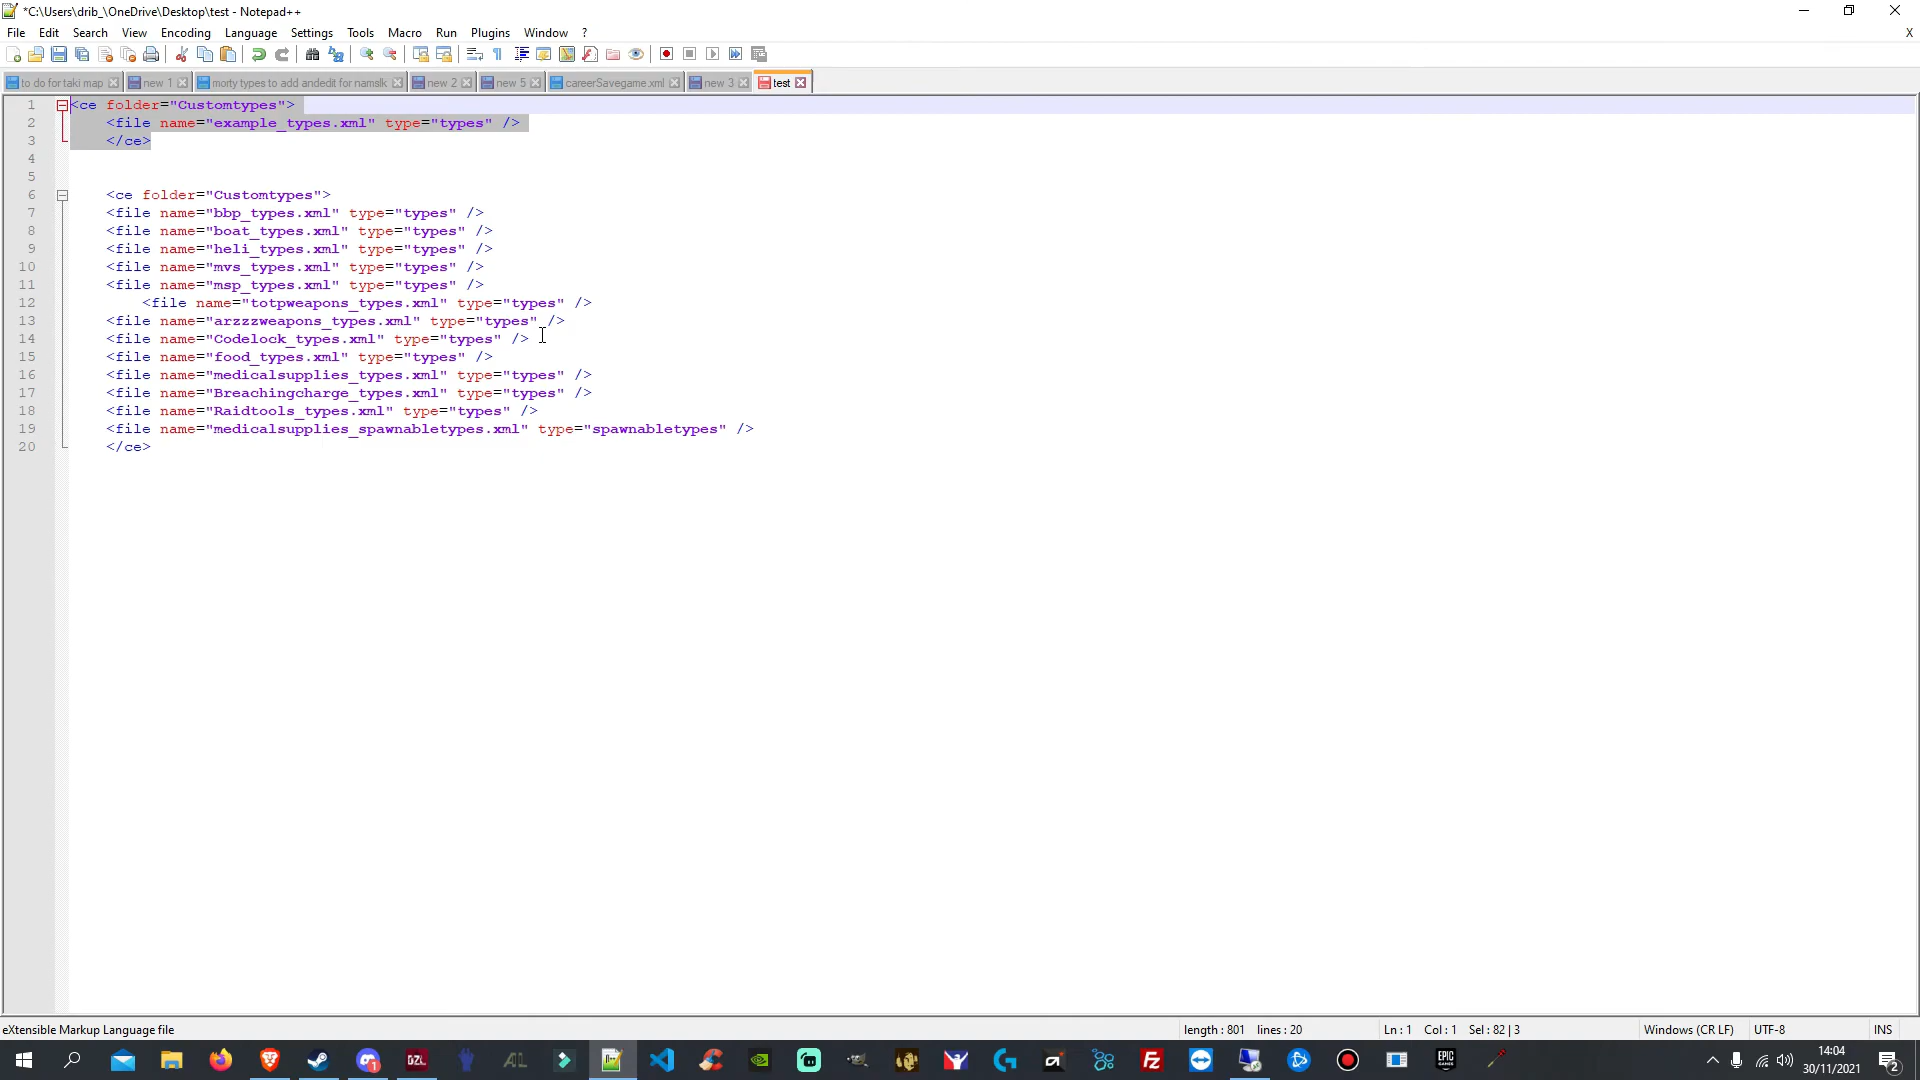 *C:\Users\drib_\OneDrive\Desktop\test - Notepad++
File Edit Search View Encoding Language Settings Tools Macro Run Plugins Window ? X
to do for taki map new 1 morty types to add andedit for namslk new 2 new 5 careerSavegame.xml new 3 test
1 <ce folder="Customtypes">
2 <file name="example_types.xml" type="types" />
3 </ce>
4
5
6 <ce folder="Customtypes">
7 <file name="bbp_types.xml" type="types" />
8 <file name="boat_types.xml" type="types" />
9 <file name="heli_types.xml" type="types" />
10 <file name="mvs_types.xml" type="types" />
11 <file name="msp_types.xml" type="types" />
12 <file name="totpweapons_types.xml" type="types" />
13 <file name="arzzzweapons_types.xml" type="types" />
14 <file name="Codelock_types.xml" type="types" />
15 <file name="food_types.xml" type="types" />
16 <file name="medicalsupplies_types.xml" type="types" />
17 <file name="Breachingcharge_types.xml" type="types" />
18 <file name="Raidtools_types.xml" type="types" />
19 <file name="medicalsupplies_spawnabletypes.xml" type="spawnabletypes" />
20 </ce>
eXtensible Markup Language file length : 801 lines : 20 Ln : 1 Col : 1 Sel : 82 | 3 Windows (CR LF) UTF-8 INS
DZL AL EPIC GAMES
14:04
30/11/2021
2